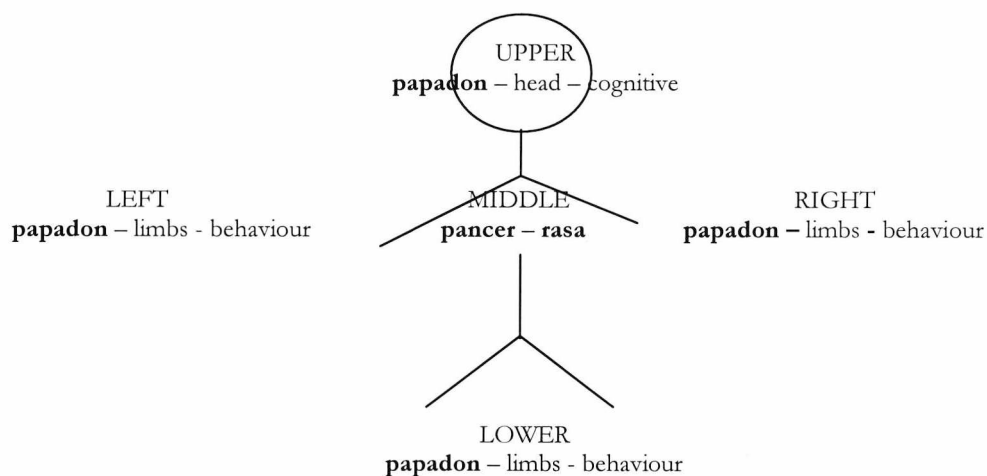 UPPER
papadon – head – cognitive
LEFT
papadon – limbs - behaviour
MIDDLE
pancer – rasa
RIGHT
papadon – limbs - behaviour
LOWER
papadon – limbs - behaviour